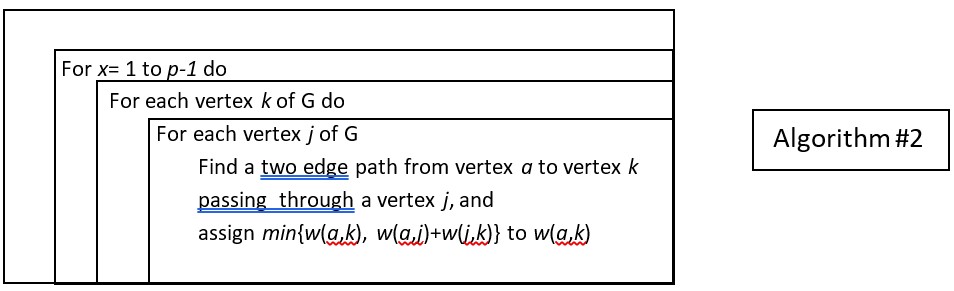 For x= 1 to p-1 do
For each vertex k of G do
For each vertex j of G
Find a two edge path from vertex a to vertex k
passing through a vertex j, and
assign min{w(a,k), w(a,j)+w(j,k)} to w(a,k)
Algorithm #2